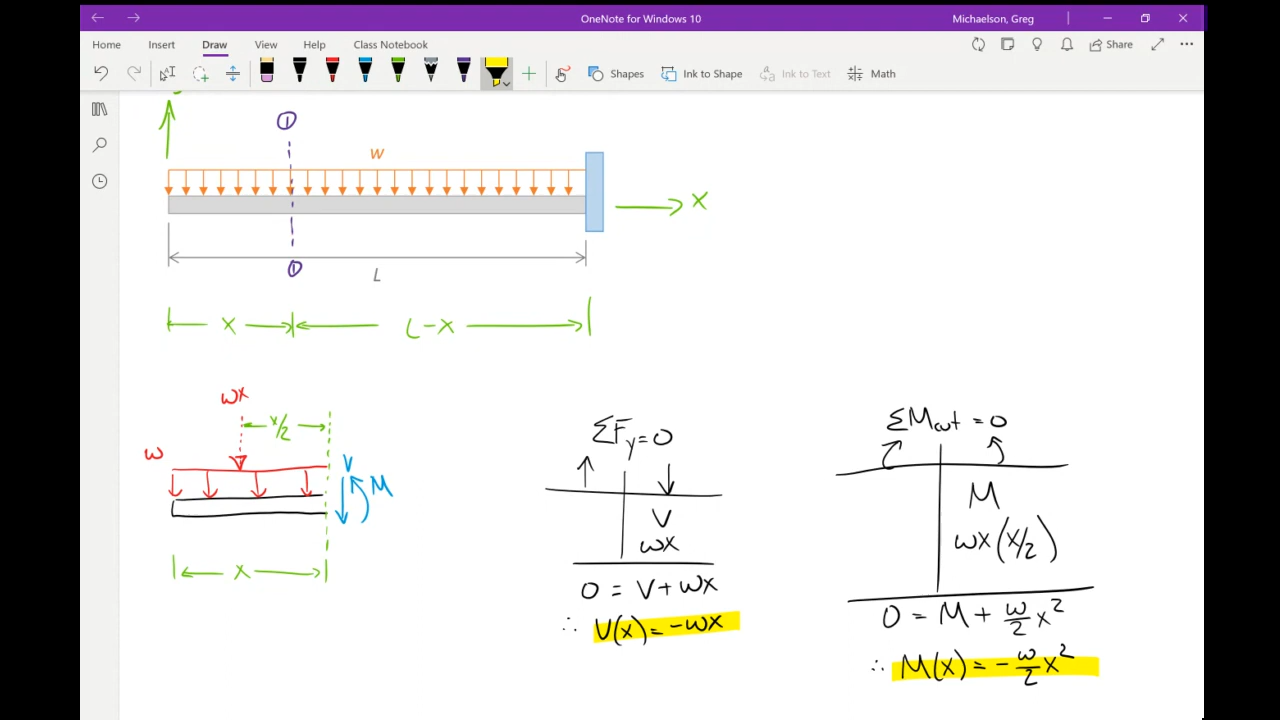 OneNote for Windows 10
Michaelson, Greg
Home Insert Draw View Help Class Notebook
Share
Shapes Ink to Shape Ink to Text Math
①
w
X
①
L
X
L-X
wx
x/2
w
V
M
X
ΣFy=0
V
wx
0 = V + wx
∴ V(x) = -wx
ΣMcut = 0
M
wx(x/2)
0 = M + w/2 x²
∴ M(x) = - w/2 x²